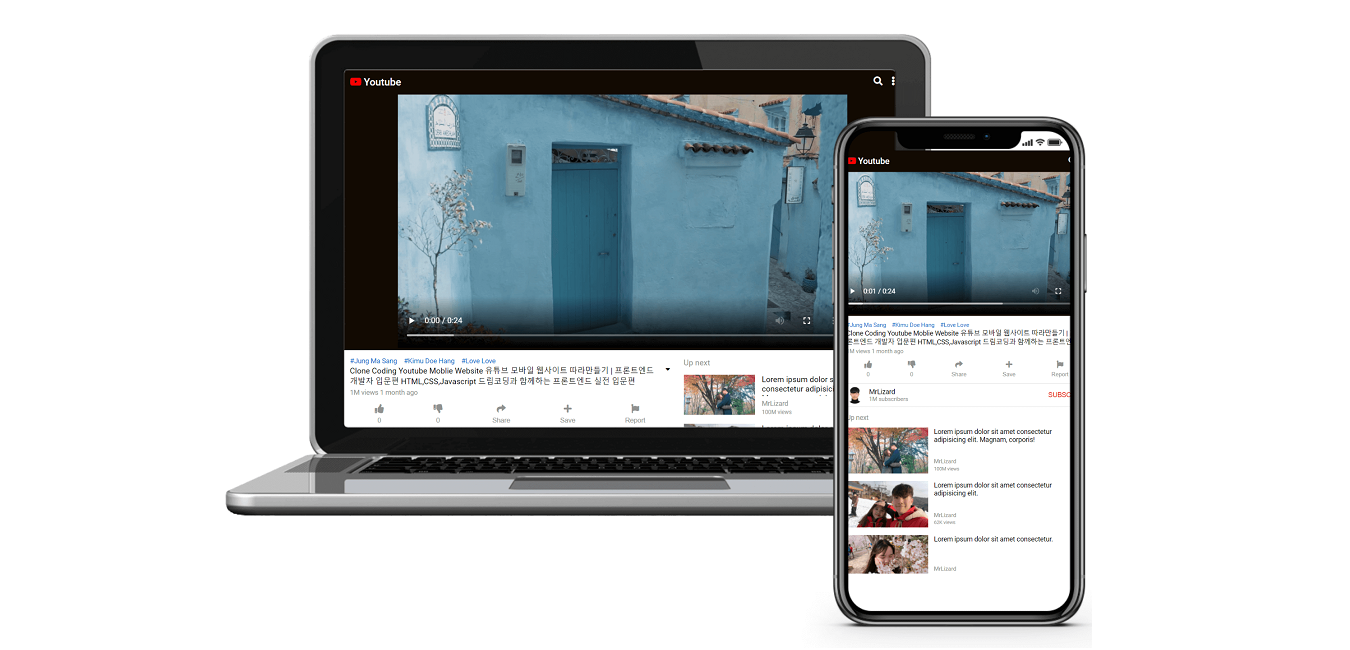 Youtube
0:00 / 0:24
#Jung Ma Sang #Kimu Doe Hang #Love Love
Clone Coding Youtube Moblie Website 유튜브 모바일 웹사이트 따라만들기 | 프론트엔드
개발자 입문편 HTML,CSS,Javascript 드림코딩과 함께하는 프론트엔드 실전 입문편
1M views 1 month ago
0
0
Share
Save
Report
Up next
Lorem ipsum dolor s
consectetur adipisic
MrLizard
100M views
Youtube
0:01 / 0:24
#Jung Ma Sang #Kimu Doe Hang #Love Love
Clone Coding Youtube Moblie Website 유튜브 모바일 웹사이트 따라만들기 |
론트엔드 개발자 입문편 HTML,CSS,Javascript 드림코딩과 함께하는 프론트엔
1M views 1 month ago
0
0
Share
Save
Report
MrLizard
1M subscribers
SUBSC
Up next
Lorem ipsum dolor sit amet consectetur
adipisicing elit. Magnam, corporis!
MrLizard
100M views
Lorem ipsum dolor sit amet consectetur
adipisicing elit.
MrLizard
62K views
Lorem ipsum dolor sit amet consectetur.
MrLizard